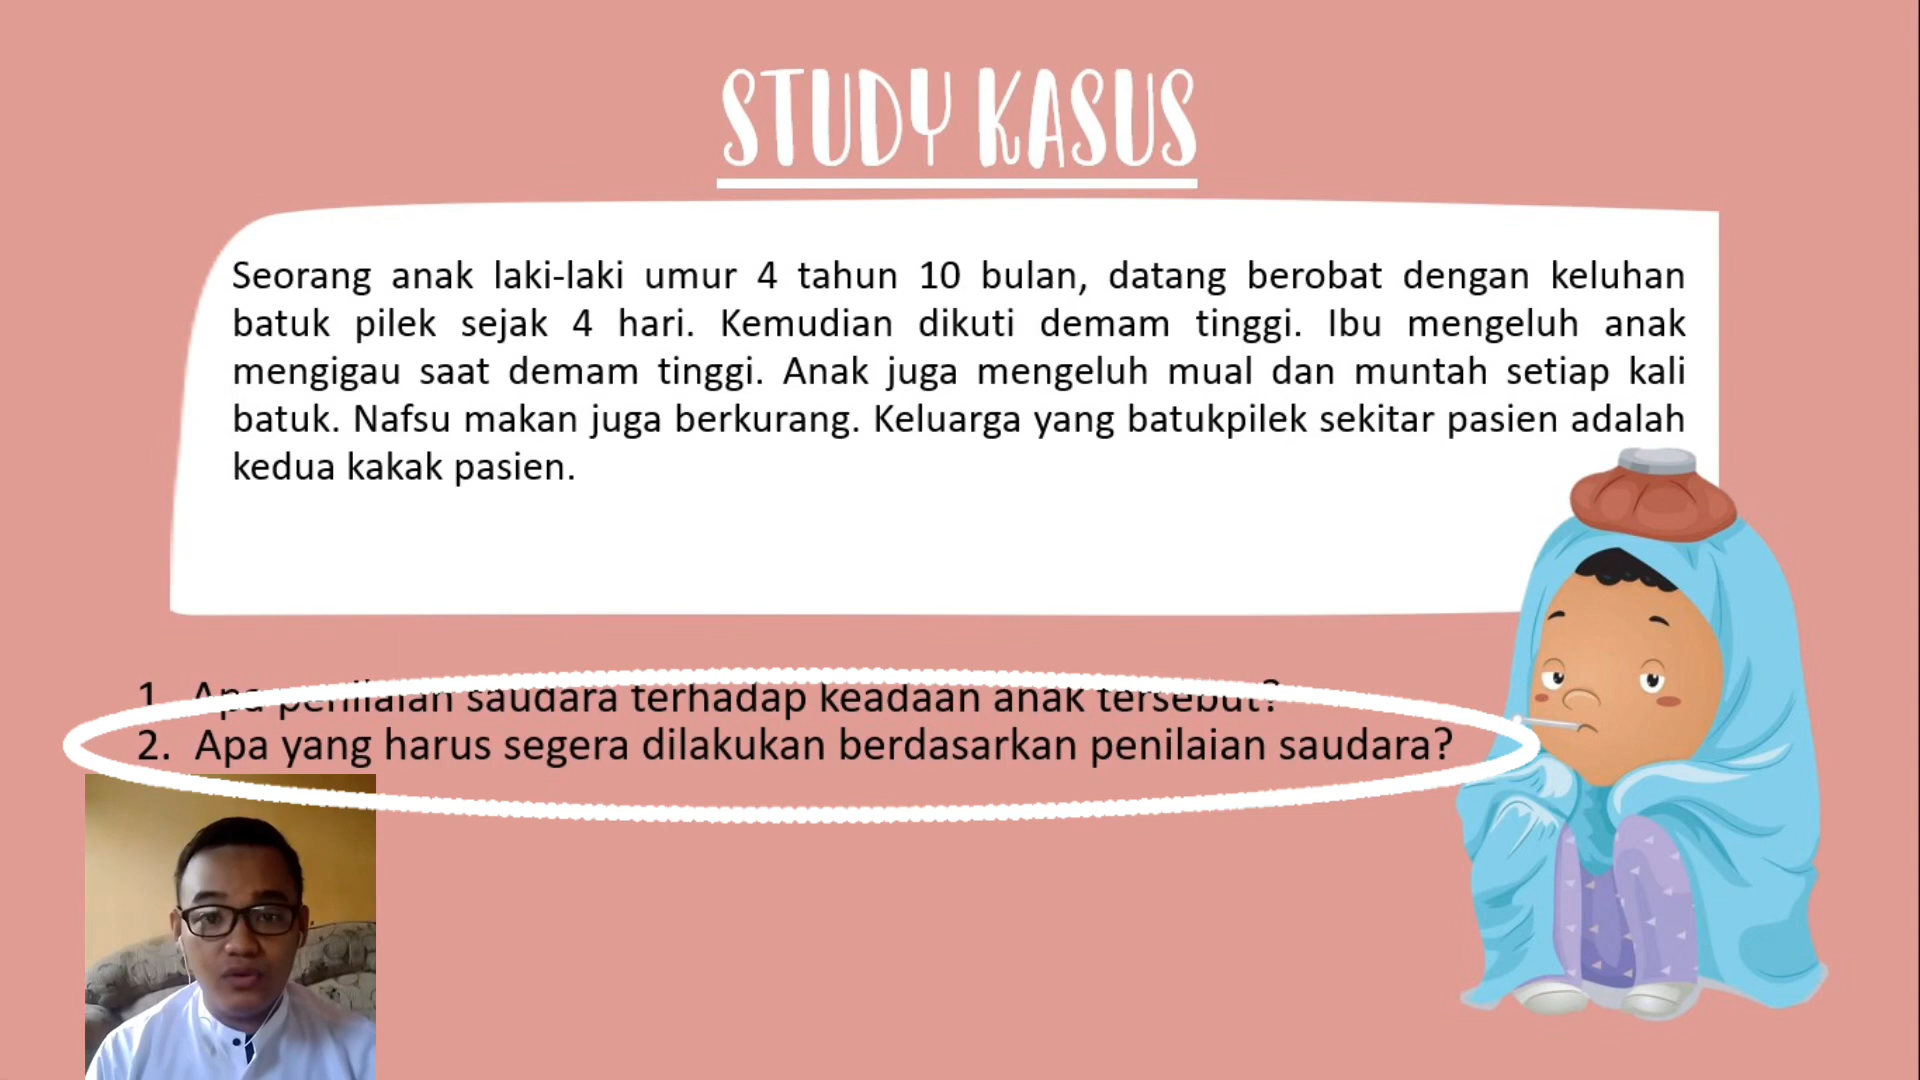 STUDY KASUS
Seorang anak laki-laki umur 4 tahun 10 bulan, datang berobat dengan keluhan
batuk pilek sejak 4 hari. Kemudian dikuti demam tinggi. Ibu mengeluh anak
mengigau saat demam tinggi. Anak juga mengeluh mual dan muntah setiap kali
batuk. Nafsu makan juga berkurang. Keluarga yang batukpilek sekitar pasien adalah
kedua kakak pasien.
1. Apa penilaian saudara terhadap keadaan anak tersebut?
2. Apa yang harus segera dilakukan berdasarkan penilaian saudara?